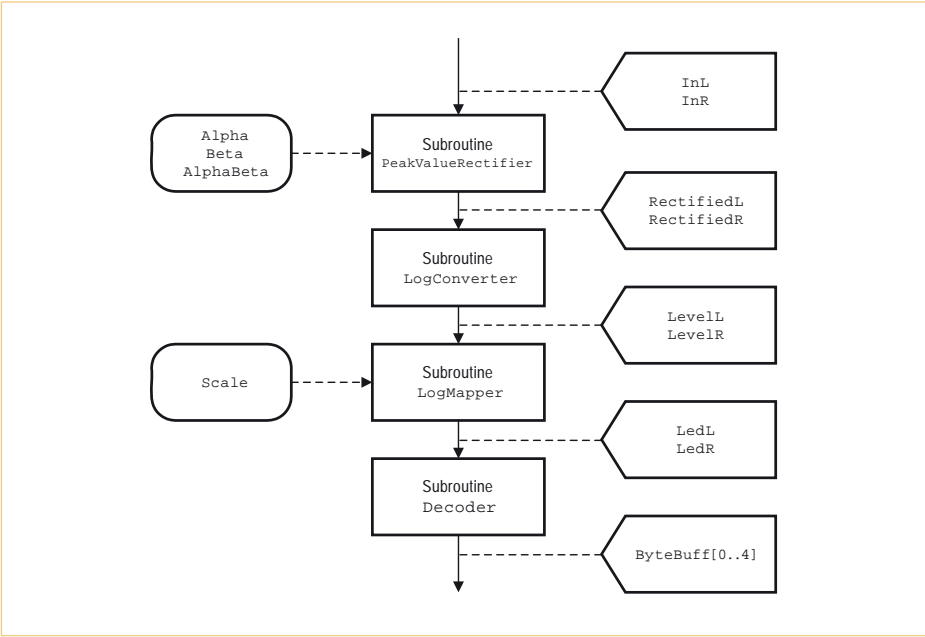 InL
InR
Alpha
Beta
AlphaBeta
Subroutine
PeakValueRectifier
RectifiedL
RectifiedR
Subroutine
LogConverter
LevelL
LevelR
Scale
Subroutine
LogMapper
LedL
LedR
Subroutine
Decoder
ByteBuff[0..4]